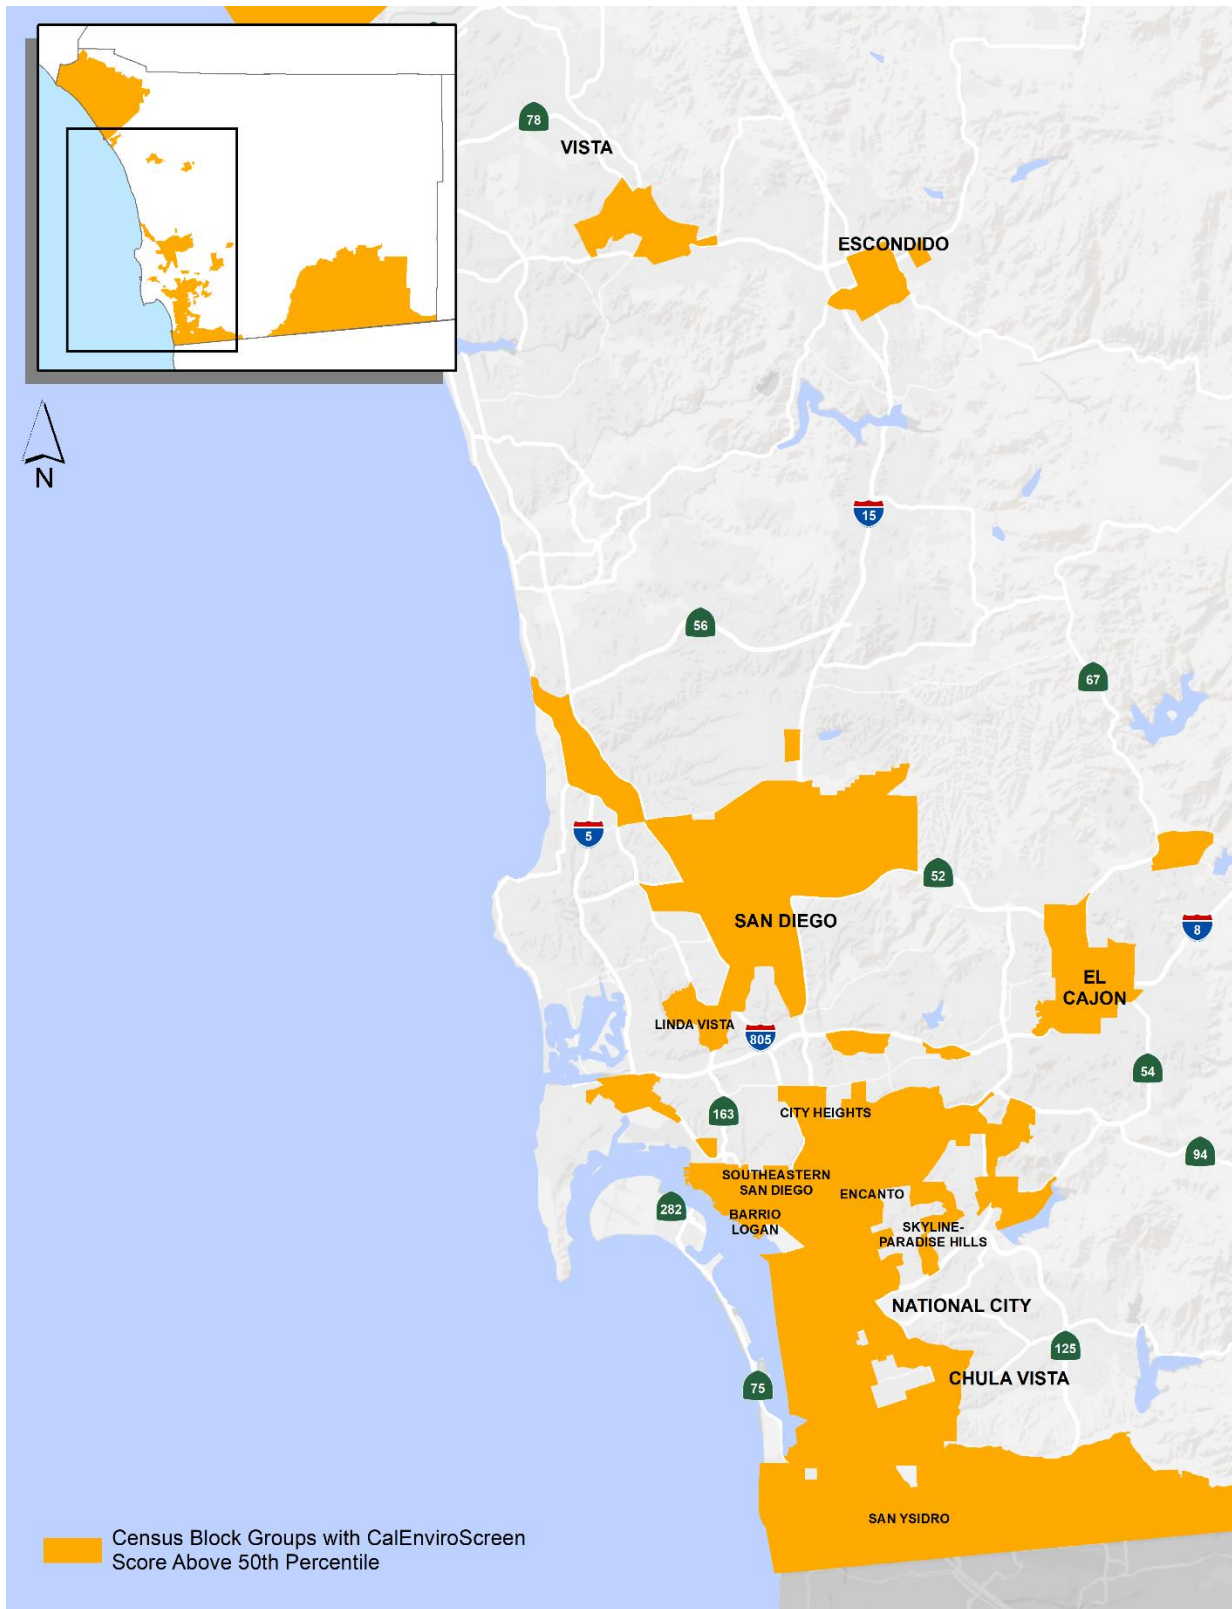 78
VISTA
ESCONDIDO
N
15
56
67
5
52
SAN DIEGO
8
EL
CAJON
LINDA VISTA
805
54
163
CITY HEIGHTS
94
SOUTHEASTERN
SAN DIEGO
ENCANTO
282
BARRIO
LOGAN
SKYLINE-
PARADISE HILLS
NATIONAL CITY
125
CHULA VISTA
75
SAN YSIDRO
Census Block Groups with CalEnviroScreen
Score Above 50th Percentile